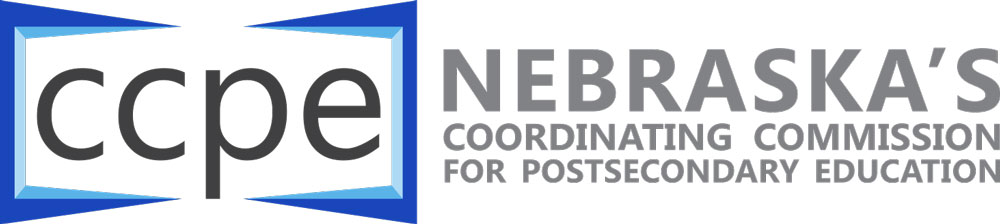 ccpe
NEBRASKA'S
COORDINATING COMMISSION
FOR POSTSECONDARY EDUCATION